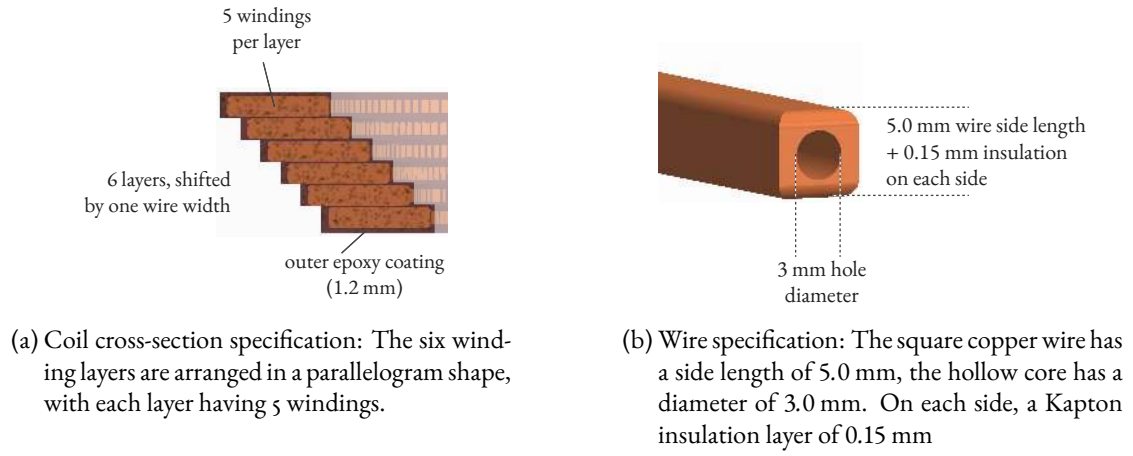 5 windings
per layer
6 layers, shifted
by one wire width
outer epoxy coating
(1.2 mm)
5.0 mm wire side length
+ 0.15 mm insulation
on each side
3 mm hole
diameter
(a) Coil cross-section specification: The six wind-
ing layers are arranged in a parallelogram shape,
with each layer having 5 windings.
(b) Wire specification: The square copper wire has
a side length of 5.0 mm, the hollow core has a
diameter of 3.0 mm. On each side, a Kapton
insulation layer of 0.15 mm